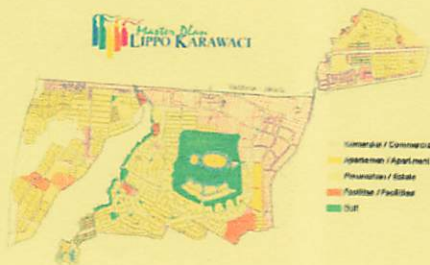 Master Plan
LIPPO KARAWACI
Komersial / Commercial
Apartemen / Apartment
Perumahan / Estate
Fasilitas / Facilities
Golf